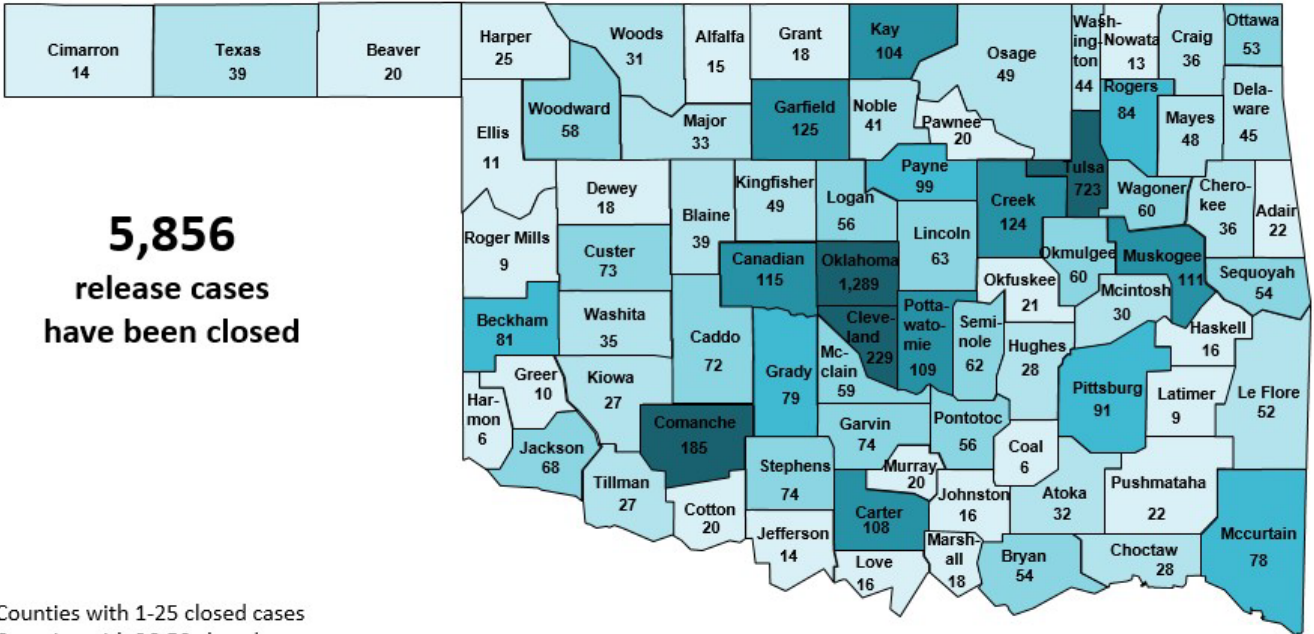 Cimarron
14
Texas
39
Beaver
20
Harper
25
Woods
31
Alfalfa
15
Grant
18
Kay
104
Osage
49
Wash-
ing-
ton
44
Nowata
13
Craig
36
Ottawa
53
Woodward
58
Ellis
11
Major
33
Garfield
125
Noble
41
Pawnee
20
Rogers
84
Mayes
48
Dela-
ware
45
Dewey
18
Blaine
39
Kingfisher
49
Logan
56
Payne
99
Lincoln
63
Creek
124
Tulsa
723
Wagoner
60
Chero-
kee
36
Adair
22
5,856
release cases
have been closed
Roger Mills
9
Custer
73
Canadian
115
Oklahoma
1,289
Okfuskee
21
Okmulgee
60
Muskogee
111
Mcintosh
30
Sequoyah
54
Beckham
81
Washita
35
Caddo
72
Grady
79
Cleve-
land
229
Mc-
clain
59
Potta-
wato-
mie
109
Semi-
nole
62
Hughes
28
Haskell
16
Pittsburg
91
Latimer
9
Le Flore
52
Greer
10
Har-
mon
6
Kiowa
27
Jackson
68
Comanche
185
Tillman
27
Stephens
74
Garvin
74
Pontotoc
56
Coal
6
Murray
20
Cotton
20
Carter
108
Johnston
16
Atoka
32
Pushmataha
22
Mccurtain
78
Jefferson
14
Love
16
Marsh-
all
18
Bryan
54
Choctaw
28
Counties with 1-25 closed cases